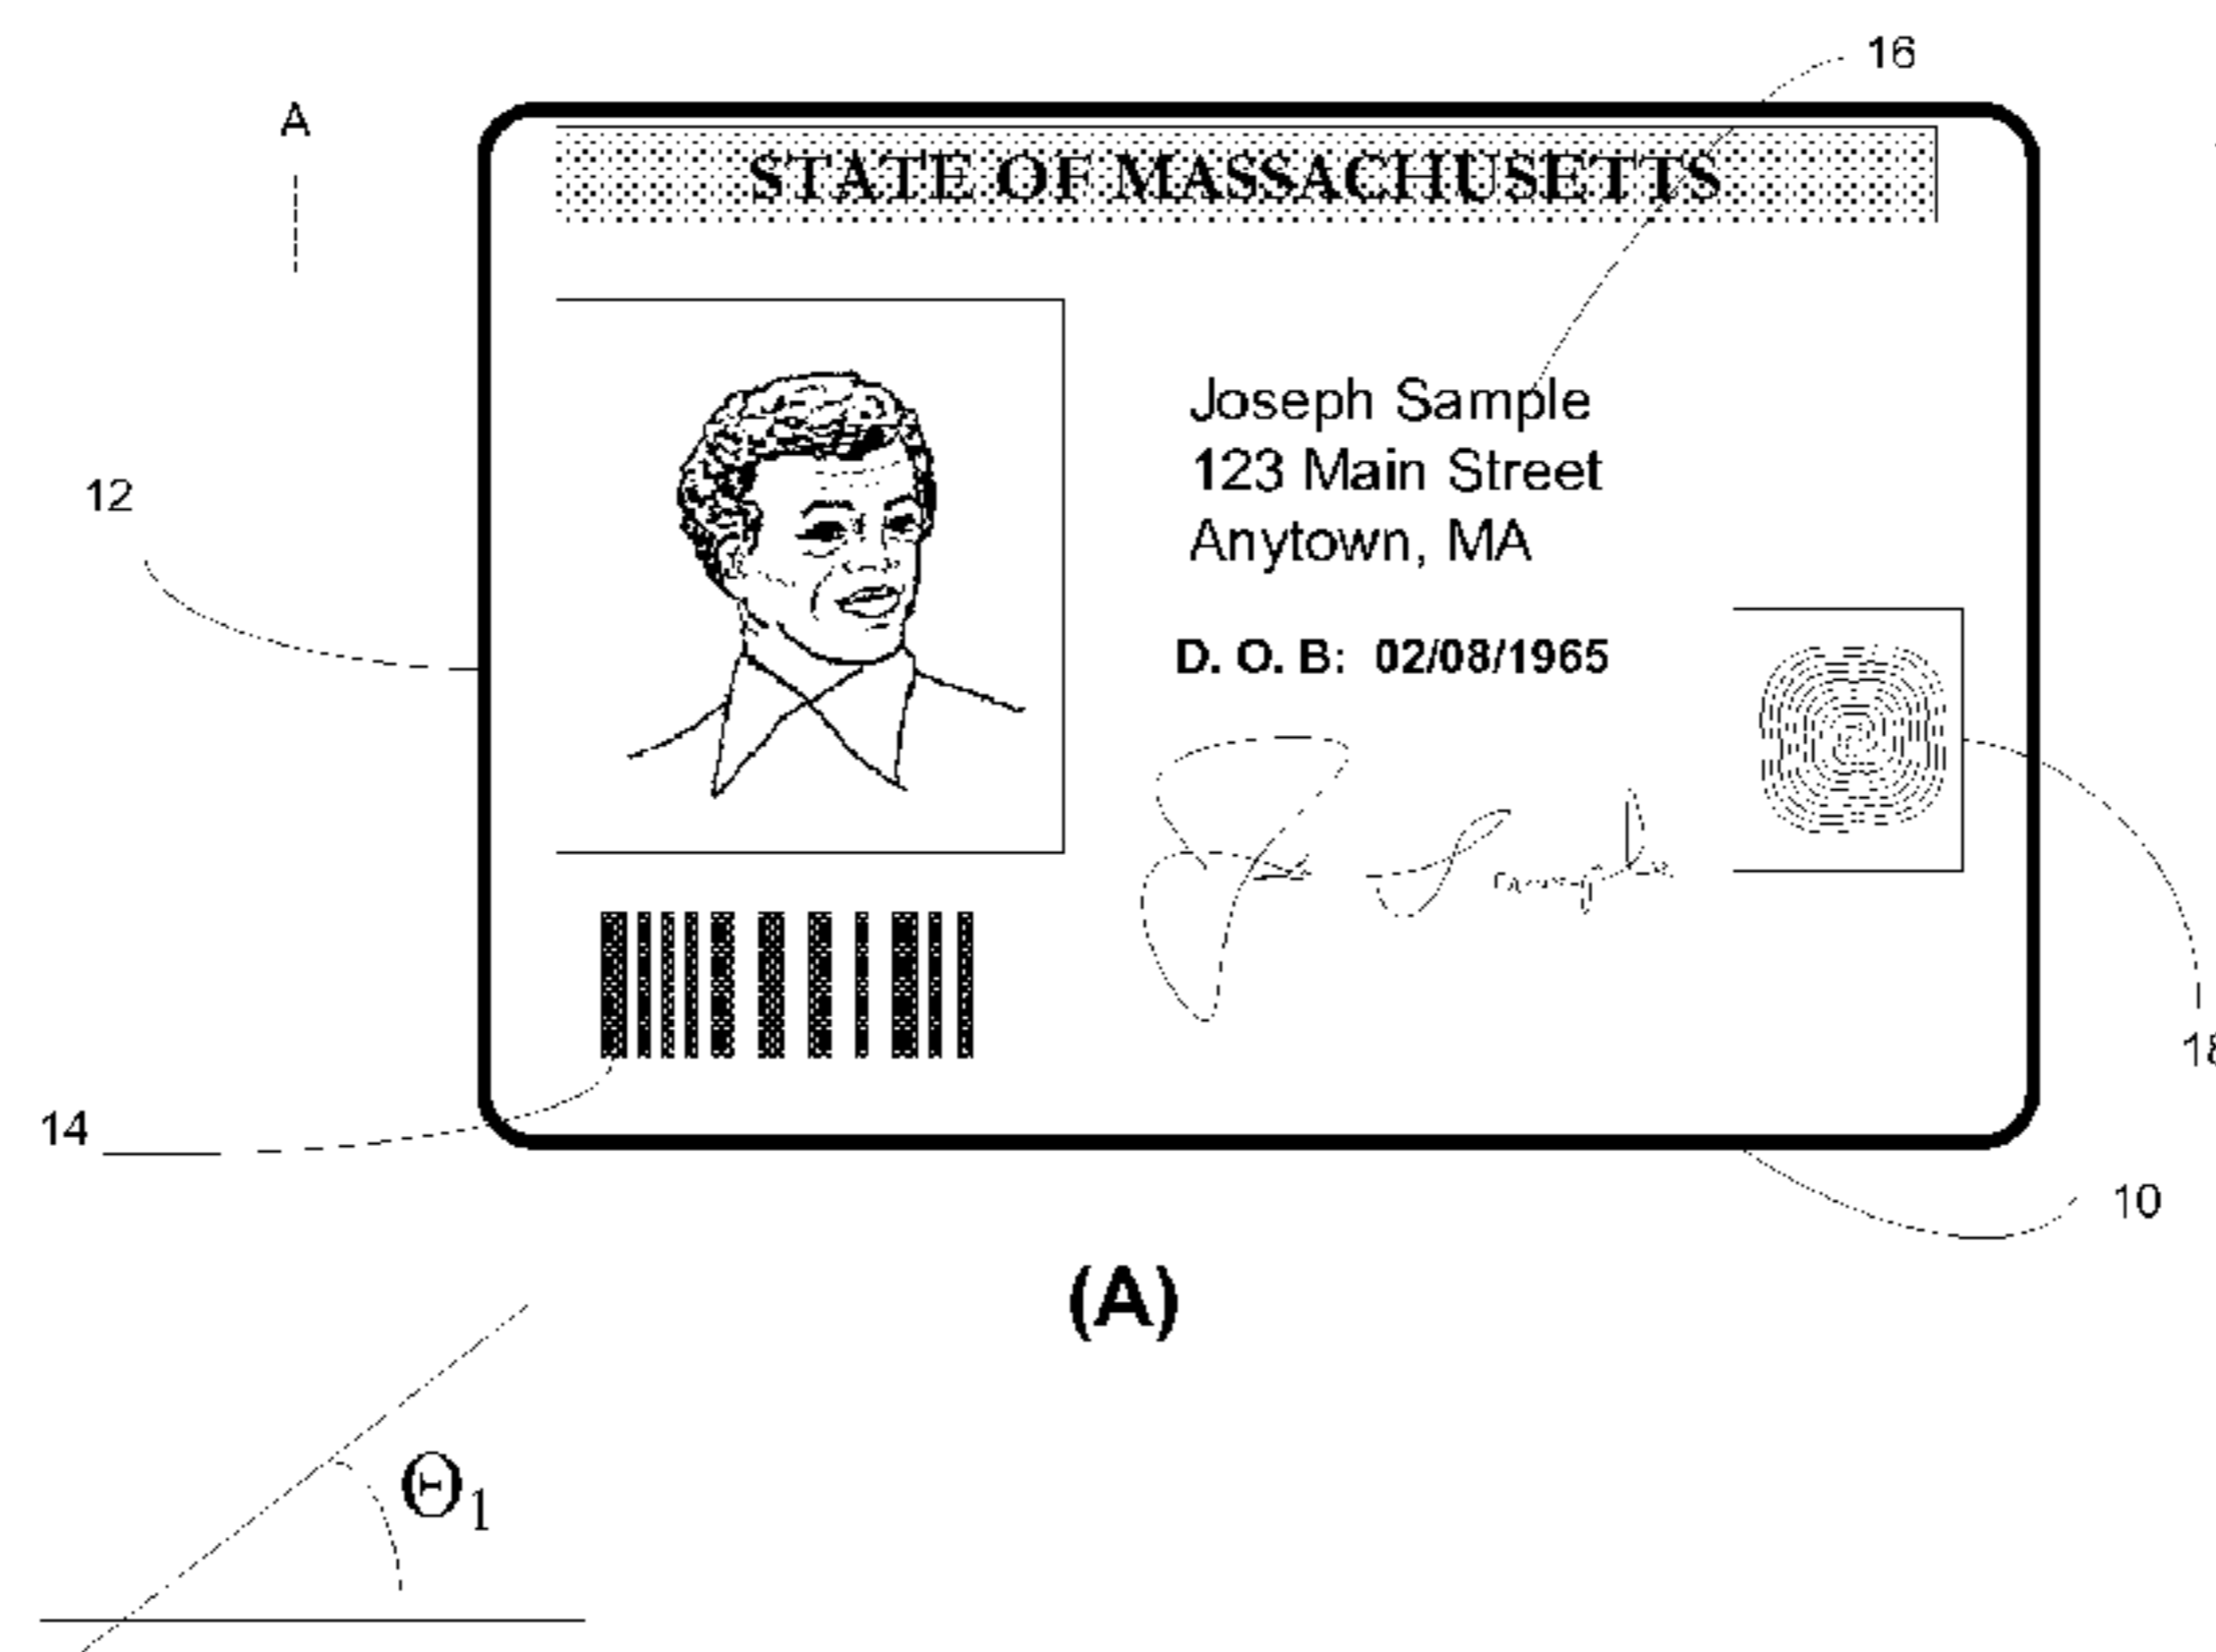 16
A
STATE OF MASSACHUSETTS
12
Joseph Sample
123 Main Street
Anytown, MA
D. O. B: 02/08/1965
14
10
(A)
Θ1